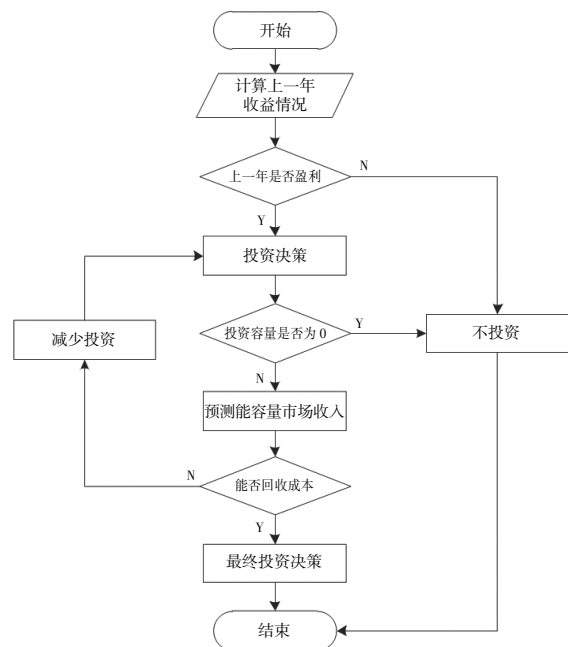 开始
计算上一年
收益情况
上一年是否盈利
N
Y
投资决策
减少投资
投资容量是否为 0
Y
不投资
N
预测能容量市场收入
N
能否回收成本
Y
最终投资决策
结束